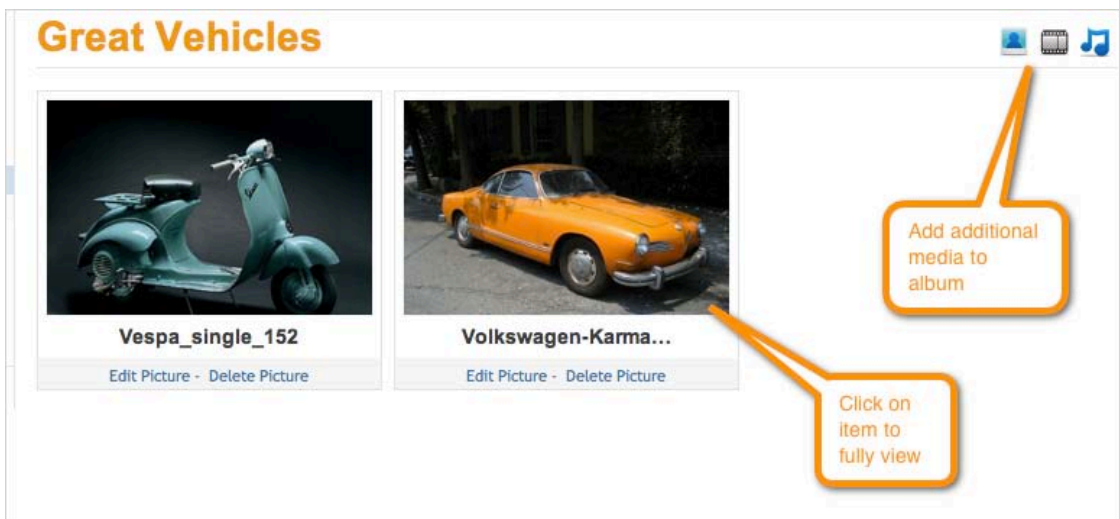 Great Vehicles
Add additional
media to
album
Vespa_single_152
Volkswagen-Karma...
Edit Picture - Delete Picture
Edit Picture - Delete Picture
Click on
item to
fully view